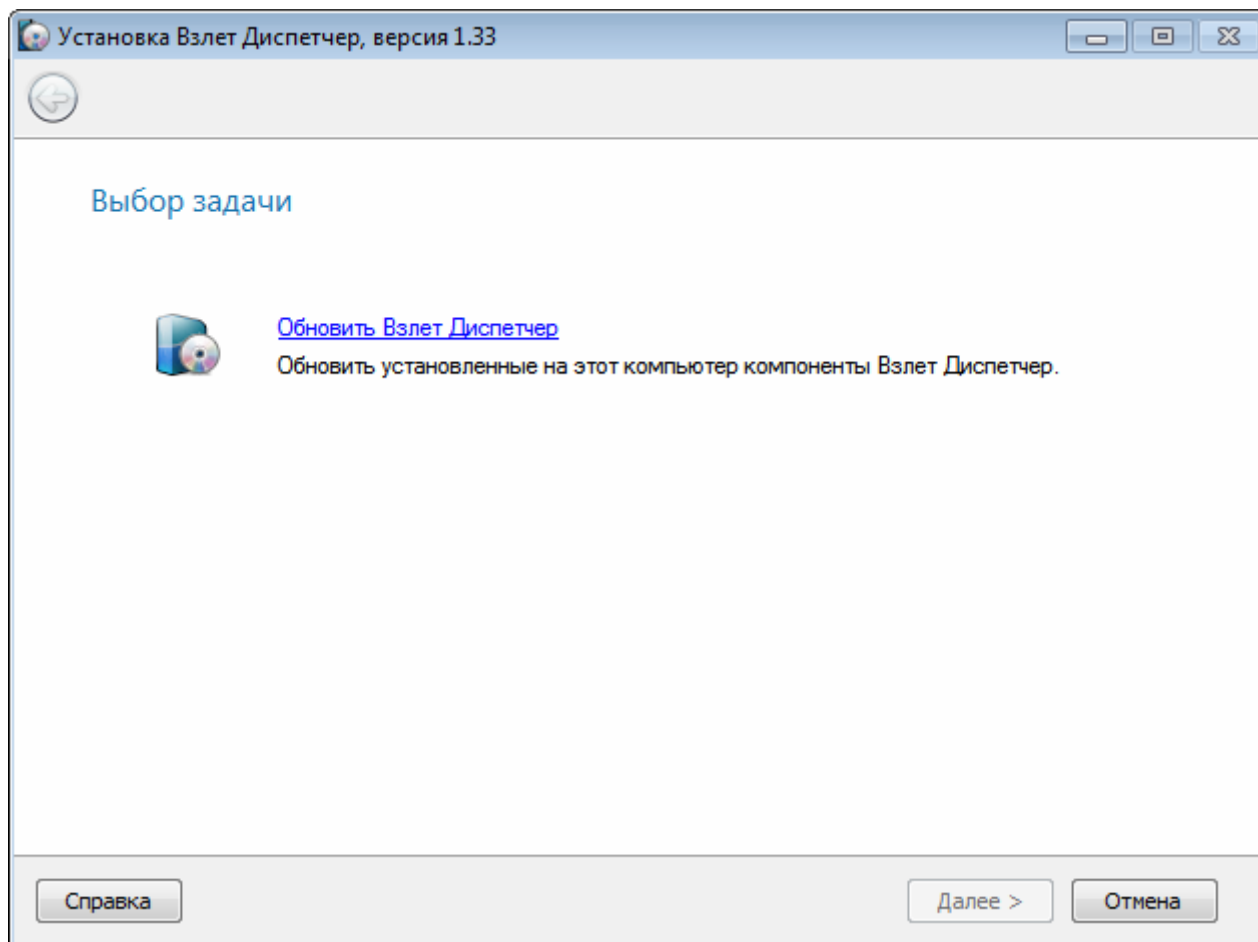 Установка Взлет Диспетчер, версия 1.33
Выбор задачи
Обновить Взлет Диспетчер
Обновить установленные на этот компьютер компоненты Взлет Диспетчер.
Справка
Далее >
Отмена